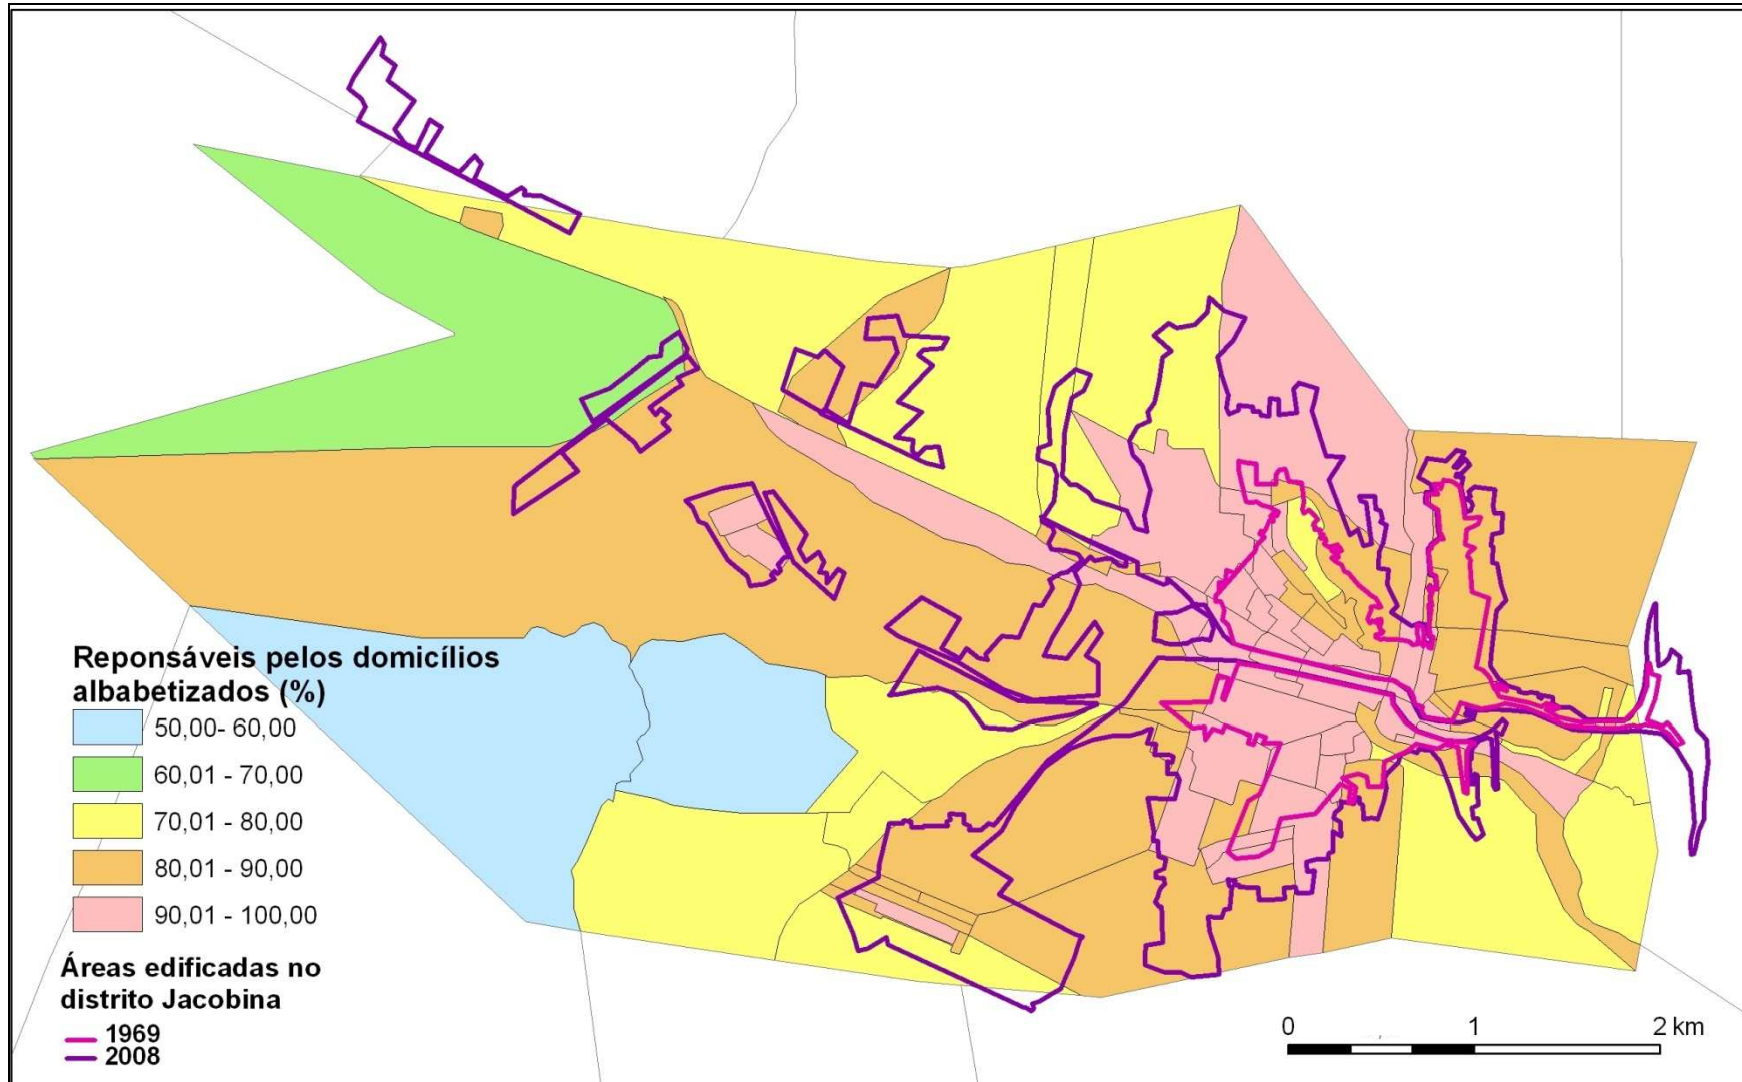 Reponsáveis pelos domicílios
albabetizados (%)
50,00- 60,00
60,01 - 70,00
70,01 - 80,00
80,01 - 90,00
90,01 - 100,00
Áreas edificadas no
distrito Jacobina
1969
2008
0 1 2 km